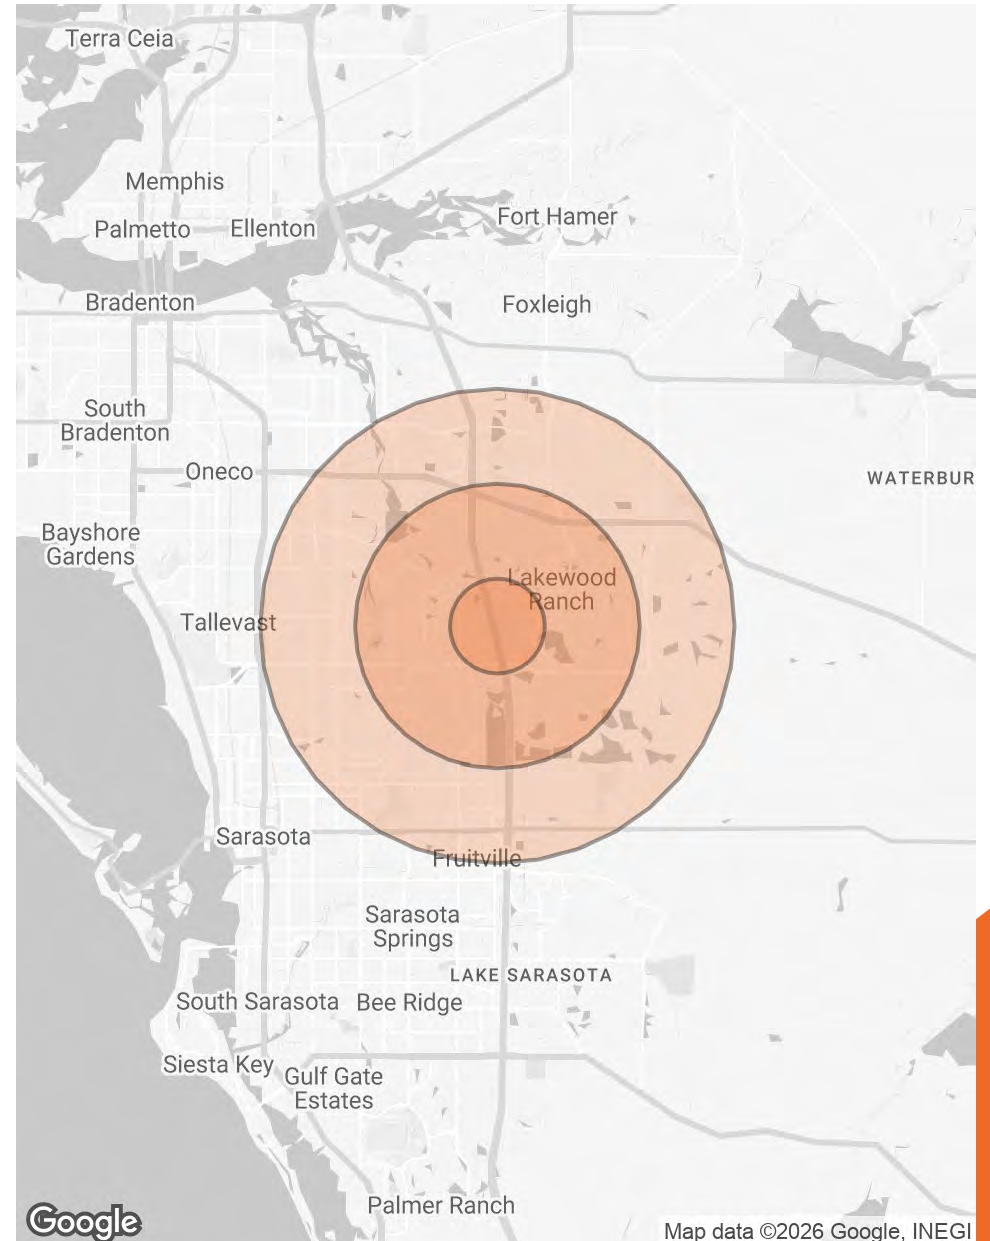 Terra Ceia
Memphis
Palmetto
Ellenton
Fort Hamer
Bradenton
Foxleigh
South
Bradenton
Oneco
WATERBUR
Bayshore
Gardens
Lakewood
Ranch
Tallevast
Sarasota
Fruitville
Sarasota
Springs
LAKE SARASOTA
South Sarasota
Bee Ridge
Siesta Key
Gulf Gate
Estates
Palmer Ranch
Google
Map data ©2026 Google, INEGI